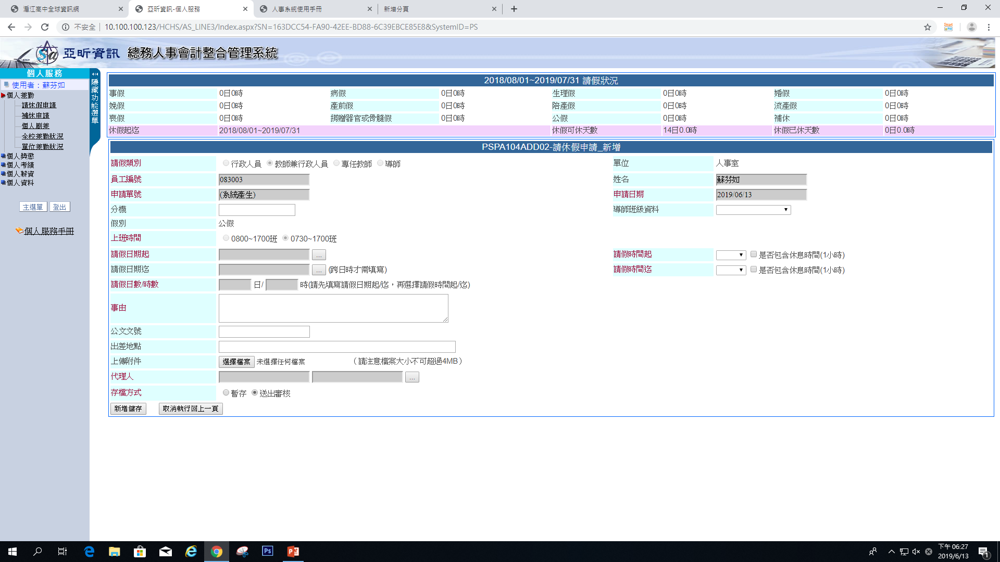 滬江高中全球資訊網
亞昕資訊-個人服務
人事系統使用手冊
新增分頁
不安全
10.100.100.123/HCHS/AS_LINE3/Index.aspx?SN=163DCC54-FA90-42EE-BD88-6C39EBCE85E8&SystemID=PS
亞昕資訊 總務人事會計整合管理系統
個人服務
使用者：蘇芬如
個人差勤
請休假申請
補休申請
個人刷差
全校差勤狀況
單位差勤狀況
個人獎懲
個人考績
個人薪資
個人資料
主選單 登出
個人服務手冊
隱藏功能選單
2018/08/01~2019/07/31 請假狀況
事假 0日0時 病假 0日0時 生理假 0日0時 婚假 0日0時
娩假 0日0時 產前假 0日0時 陪產假 0日0時 流產假 0日0時
喪假 0日0時 捐贈器官或骨髓假 0日0時 公假 0日0時 補休 0日0時
休假起迄 2018/08/01~2019/07/31 休假可休天數 14日0.0時 休假已休天數 0日0.0時
PSPA104ADD02-請休假申請_新增
請假類別 行政人員 教師兼行政人員 專任教師 導師 單位 人事室
員工編號 083003 姓名 蘇芬如
申請單號 (系統產生) 申請日期 2019/06/13
分機 導師班級資料
假別 公假
上班時間 0800~1700班 0730~1700班
請假日期起 ... 請假時間起 是否包含休息時間(1小時)
請假日期迄 ... (跨日時才需填寫) 請假時間迄 是否包含休息時間(1小時)
請假日數/時數 日/ 時(請先填寫請假日期起/迄，再選擇請假時間起/迄)
事由
公文文號
出差地點
上傳附件 選擇檔案 未選擇任何檔案 （請注意檔案大小不可超過4MB）
代理人 ...
存檔方式 暫存 送出審核
新增儲存 取消執行回上一頁
下午 06:27
2019/6/13